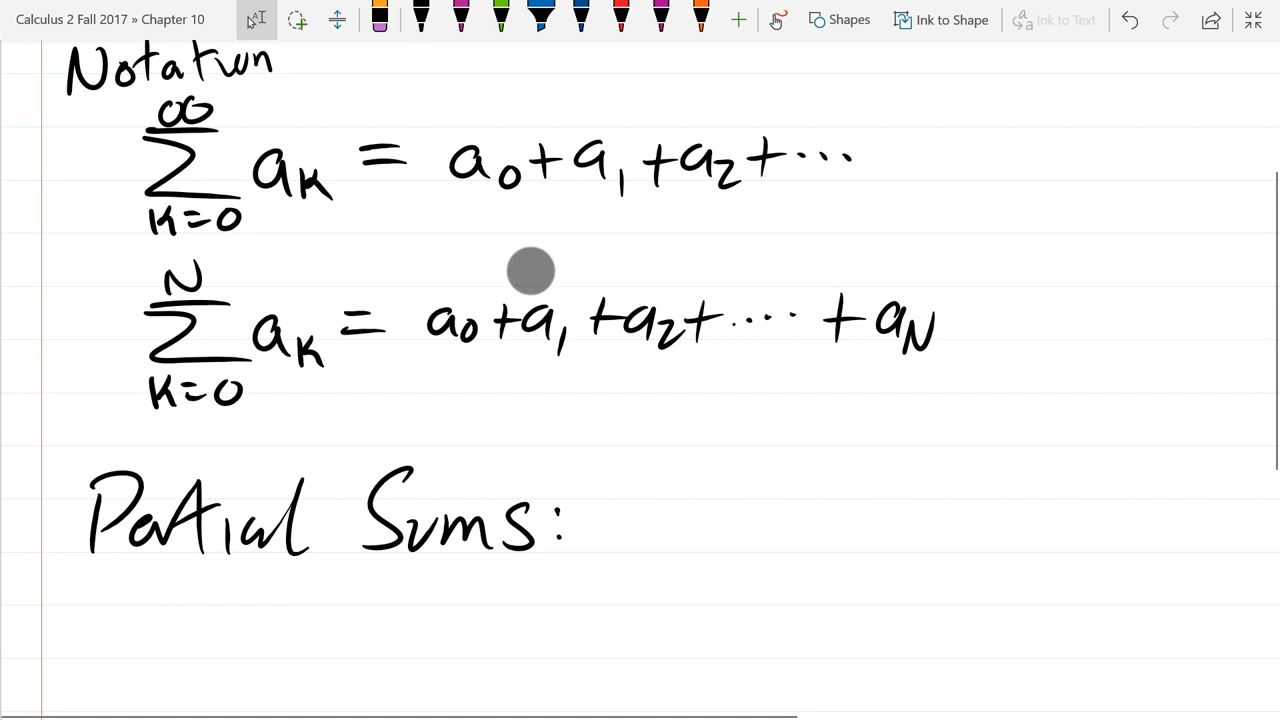 Calculus 2 Fall 2017 » Chapter 10
Shapes
Ink to Shape
Ink to Text
Notation
∞
∑ aₖ = a₀ + a₁ + a₂ + ⋯
K=0
N
∑ aₖ = a₀ + a₁ + a₂ + ⋯⋅ + a_N
K=0
Partial Sums: